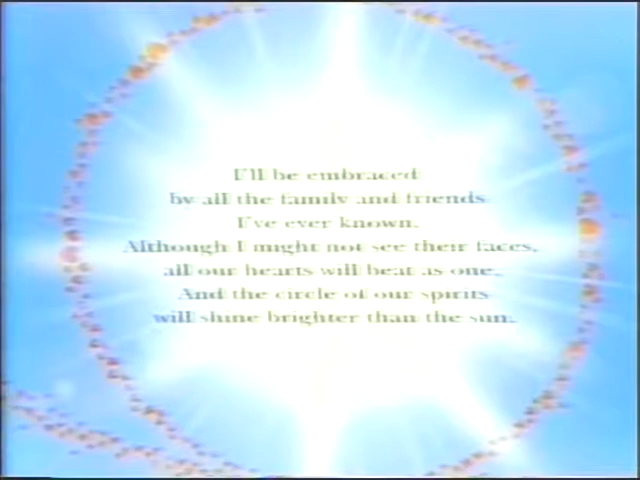 I'll be embraced
by all the family and friends
I've ever known.
Although I might not see their faces,
all our hearts will beat as one.
And the circle of our spirits
will shine brighter than the sun.